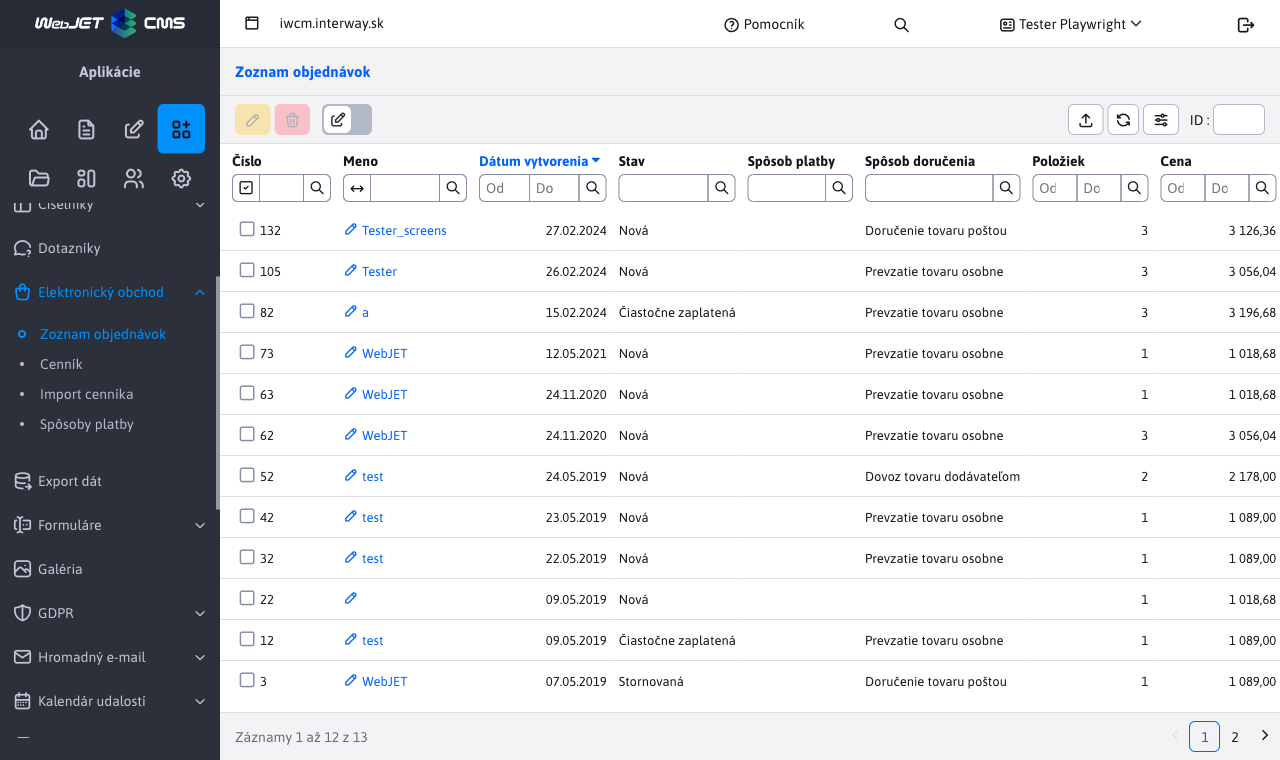 WebJET CMS
iwcm.interway.sk
Pomocník
Tester Playwright
Aplikácie
Číselníky
Dotazníky
Elektronický obchod
Zoznam objednávok
Cenník
Import cenníka
Spôsoby platby
Export dát
Formuláre
Galéria
GDPR
Hromadný e-mail
Kalendár udalostí
Zoznam objednávok
ID :
Číslo Meno Dátum vytvorenia Stav Spôsob platby Spôsob doručenia Položiek Cena
Od Do Od Do Od Do
132 Tester_screens 27.02.2024 Nová Doručenie tovaru poštou 3 3 126,36
105 Tester 26.02.2024 Nová Prevzatie tovaru osobne 3 3 056,04
82 a 15.02.2024 Čiastočne zaplatená Prevzatie tovaru osobne 3 3 196,68
73 WebJET 12.05.2021 Nová Prevzatie tovaru osobne 1 1 018,68
63 WebJET 24.11.2020 Nová Prevzatie tovaru osobne 1 1 018,68
62 WebJET 24.11.2020 Nová Prevzatie tovaru osobne 3 3 056,04
52 test 24.05.2019 Nová Dovoz tovaru dodávateľom 2 2 178,00
42 test 23.05.2019 Nová Prevzatie tovaru osobne 1 1 089,00
32 test 22.05.2019 Nová Prevzatie tovaru osobne 1 1 089,00
22 09.05.2019 Nová 1 1 018,68
12 test 09.05.2019 Čiastočne zaplatená Prevzatie tovaru osobne 1 1 089,00
3 WebJET 07.05.2019 Stornovaná Doručenie tovaru poštou 1 1 089,00
Záznamy 1 až 12 z 13
1 2